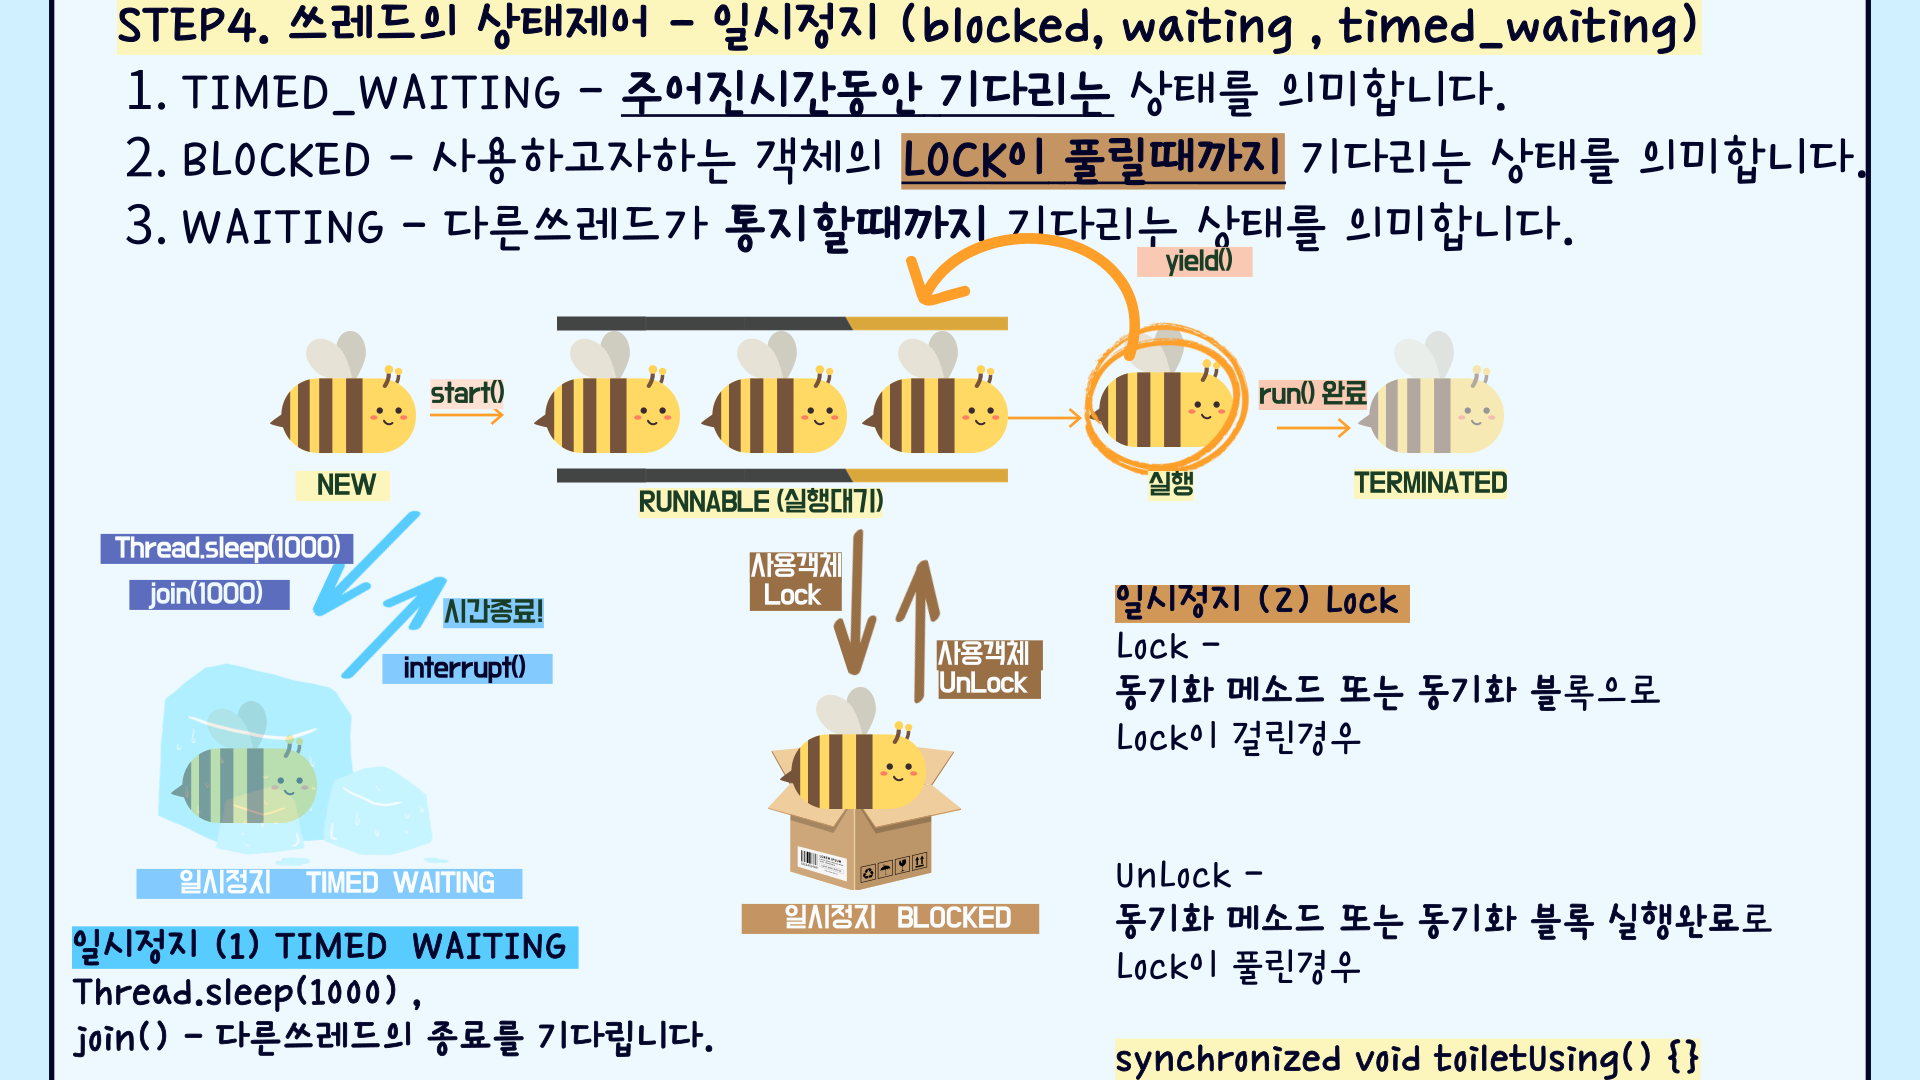 STEP4. 쓰레드의 상태제어 - 일시정지 (blocked, waiting , timed_waiting)
1. TIMED_WAITING - 주어진시간동안 기다리는 상태를 의미합니다.
2. BLOCKED - 사용하고자하는 객체의 LOCK이 풀릴때까지 기다리는 상태를 의미합니다.
3. WAITING - 다른쓰레드가 통지할때까지 기다리는 상태를 의미합니다.
yield()
start()
run() 완료
NEW
RUNNABLE (실행대기)
실행
TERMINATED
Thread.sleep(1000)
join(1000)
시간종료!
interrupt()
일시정지 TIMED WAITING
사용객체
Lock
사용객체
UnLock
일시정지 BLOCKED
일시정지 (1) TIMED WAITING
Thread.sleep(1000) ,
join() - 다른쓰레드의 종료를 기다립니다.
일시정지 (2) Lock
Lock -
동기화 메소드 또는 동기화 블록으로
Lock이 걸린경우
UnLock -
동기화 메소드 또는 동기화 블록 실행완료로
Lock이 풀린경우
synchronized void toiletUsing() {}